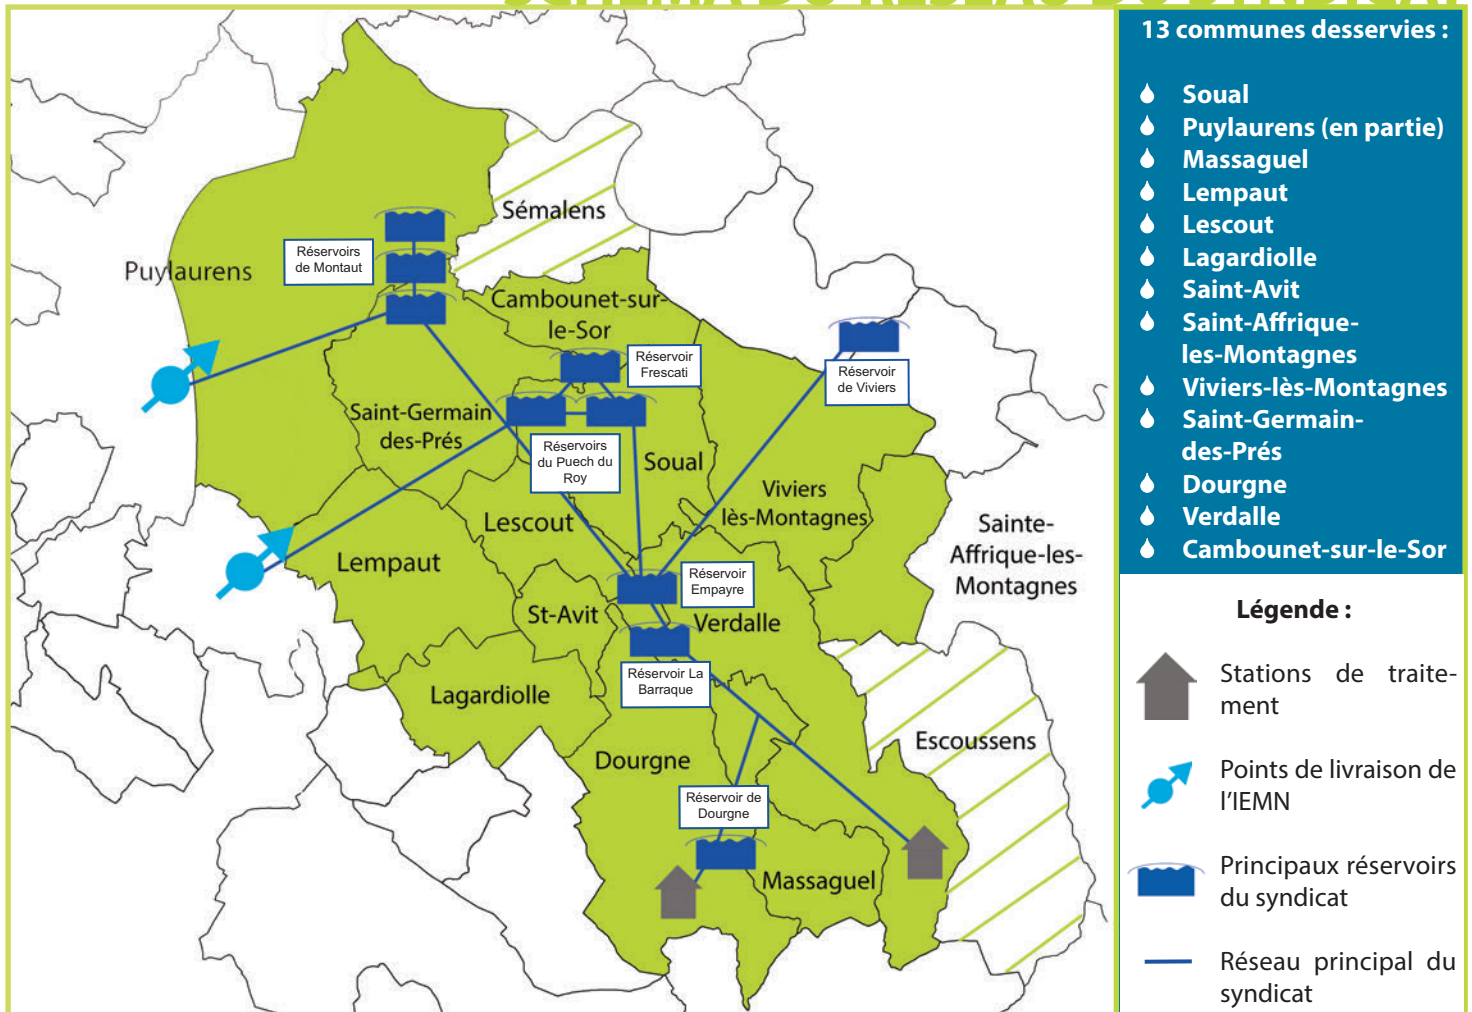 SCHÉMA DU RÉSEAU DU SYNDICAT
Puylaurens
Réservoirs
de Montaut
Sémalens
Cambounet-sur-
le-Sor
Réservoir
Frescati
Réservoir
de Viviers
Saint-Germain
des-Prés
Réservoirs
du Puech du
Roy
Soual
Viviers
lès-Montagnes
Lescout
Sainte-
Affrique-les-
Montagnes
Lempaut
Réservoir
Empayre
St-Avit
Verdalle
Réservoir La
Barraque
Lagardiolle
Escoussens
Dourgne
Réservoir de
Dourgne
Massaguel
13 communes desservies :
Soual
Puylaurens (en partie)
Massaguel
Lempaut
Lescout
Lagardiolle
Saint-Avit
Saint-Affrique-
les-Montagnes
Viviers-lès-Montagnes
Saint-Germain-
des-Prés
Dourgne
Verdalle
Cambounet-sur-le-Sor
Légende :
Stations de traite-
ment
Points de livraison de
l'IEMN
Principaux réservoirs
du syndicat
Réseau principal du
syndicat